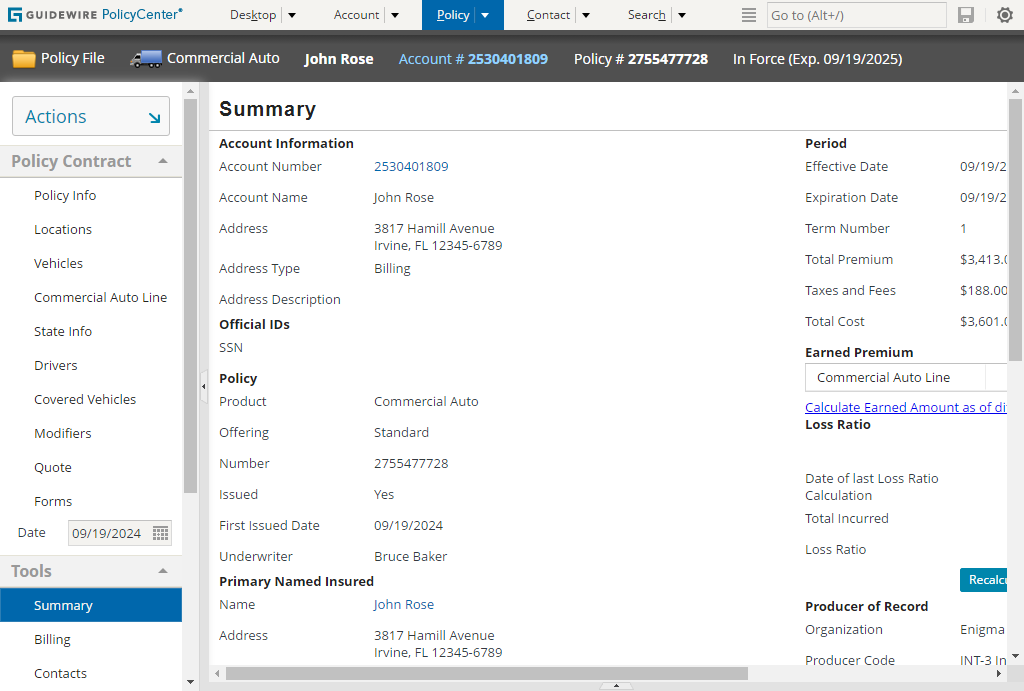 GUIDEWIRE PolicyCenter® Desktop Account Policy Contact Search Go to (Alt+/)
Policy File Commercial Auto John Rose Account # 2530401809 Policy # 2755477728 In Force (Exp. 09/19/2025)
Actions
Policy Contract
Policy Info
Locations
Vehicles
Commercial Auto Line
State Info
Drivers
Covered Vehicles
Modifiers
Quote
Forms
Date 09/19/2024
Tools
Summary
Billing
Contacts
Summary
Account Information
Account Number 2530401809
Account Name John Rose
Address 3817 Hamill Avenue
Irvine, FL 12345-6789
Address Type Billing
Address Description
Official IDs
SSN
Policy
Product Commercial Auto
Offering Standard
Number 2755477728
Issued Yes
First Issued Date 09/19/2024
Underwriter Bruce Baker
Primary Named Insured
Name John Rose
Address 3817 Hamill Avenue
Irvine, FL 12345-6789
Period
Effective Date 09/19/2
Expiration Date 09/19/2
Term Number 1
Total Premium $3,413.0
Taxes and Fees $188.00
Total Cost $3,601.0
Earned Premium
Commercial Auto Line
Calculate Earned Amount as of di
Loss Ratio
Date of last Loss Ratio
Calculation
Total Incurred
Loss Ratio
Recalcu
Producer of Record
Organization Enigma
Producer Code INT-3 In